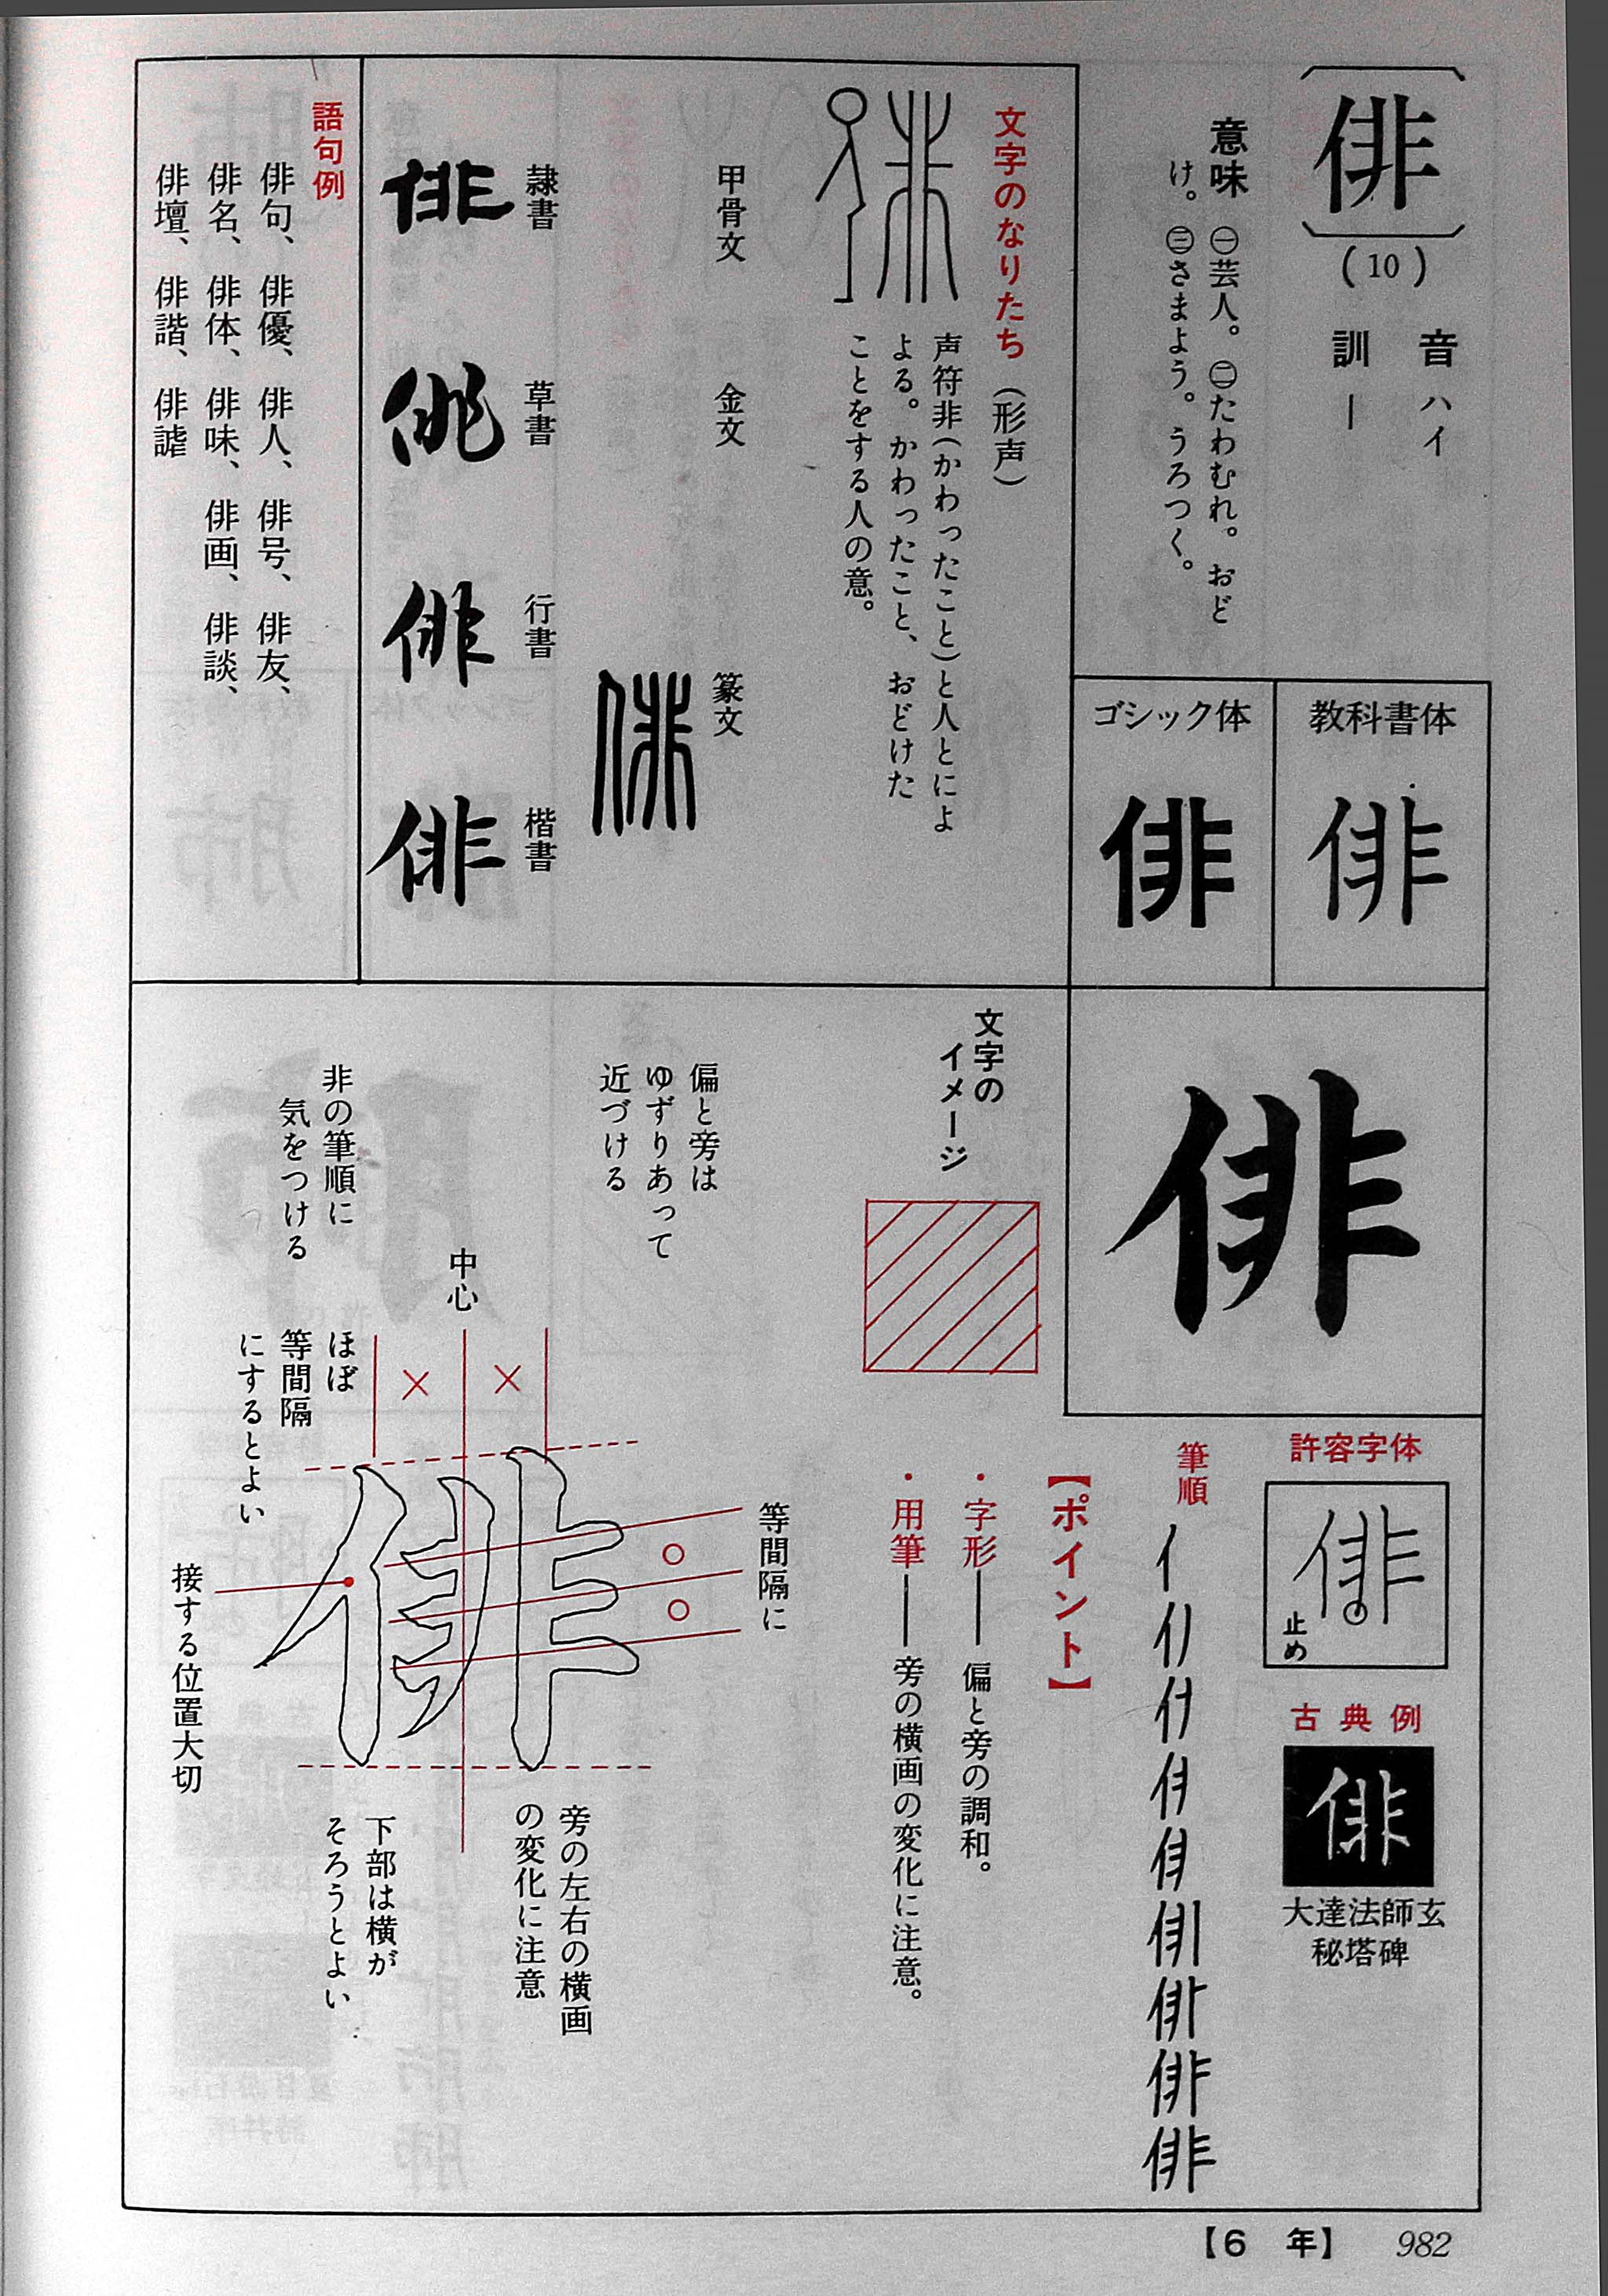 俳
(10)
音 ハイ
訓 ー
意味 ㊀芸人。㊁たわむれ。おど
け。㊂さまよう。うろつく。
教科書体
俳
ゴシック体
俳
文字のなりたち(形声)
声符非(かわったこと)と人とによ
よる。かわったこと、おどけた
ことをする人の意。
甲骨文
金文
篆文
俳
隷書
俳
草書
俳
行書
俳
楷書
俳
語句例
俳句、俳優、俳人、俳号、俳友、
俳名、俳体、俳味、俳画、俳談、
俳壇、俳諧、俳謔
俳
許容字体
俳
止め
古典例
俳
大達法師玄
秘塔碑
筆順
俳
【ポイント】
・字形──偏と旁の調和。
・用筆──旁の横画の変化に注意。
文字の
イメージ
偏と旁は
ゆずりあって
近づける
非の筆順に
気をつける
中心
ほぼ
等間隔
にするとよい
等間隔に
接する位置大切
旁の左右の横画
の変化に注意
下部は横が
そろうとよい
【6 年】 982